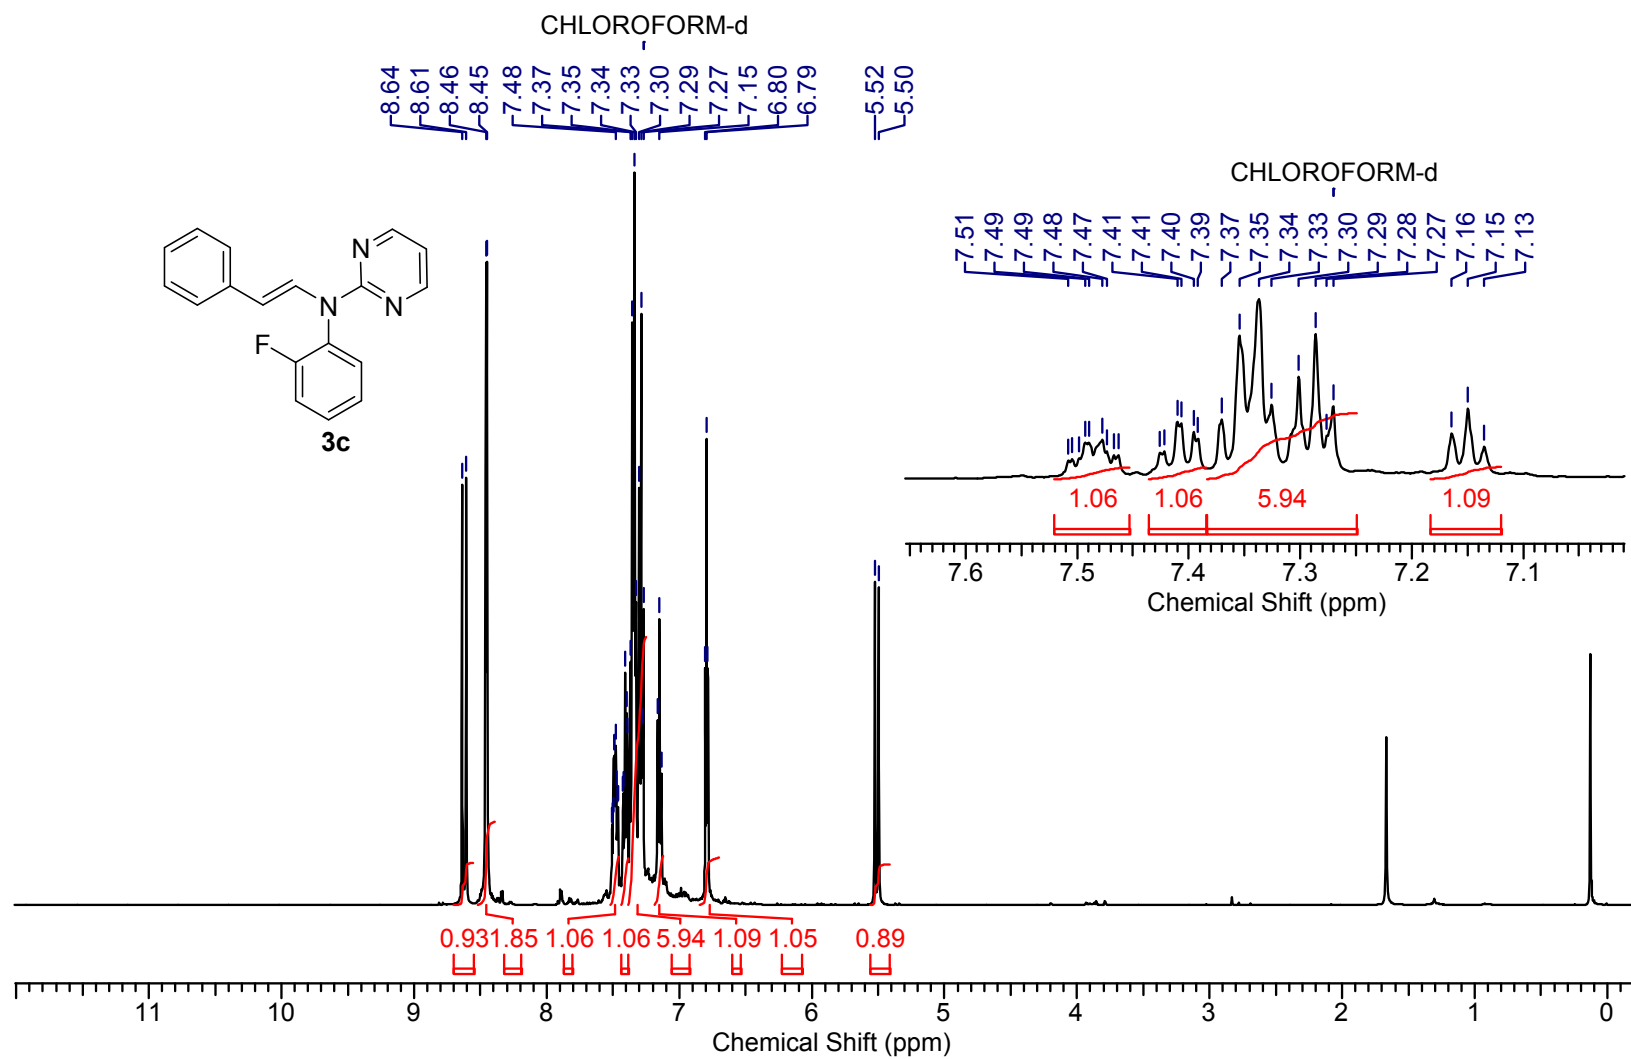 CHLOROFORM-d
8.64 8.61 8.46 8.45 7.48 7.37 7.35 7.34 7.33 7.30 7.29 7.27 7.15 6.80 6.79 5.52 5.50
CHLOROFORM-d
7.51 7.49 7.49 7.48 7.47 7.41 7.41 7.40 7.39 7.37 7.35 7.34 7.33 7.30 7.29 7.28 7.27 7.16 7.15 7.13
N
N N
F
3c
1.06 1.06 5.94 1.09
7.6 7.5 7.4 7.3 7.2 7.1
Chemical Shift (ppm)
0.93 1.85 1.06 1.06 5.94 1.09 1.05 0.89
11 10 9 8 7 6 5 4 3 2 1 0
Chemical Shift (ppm)